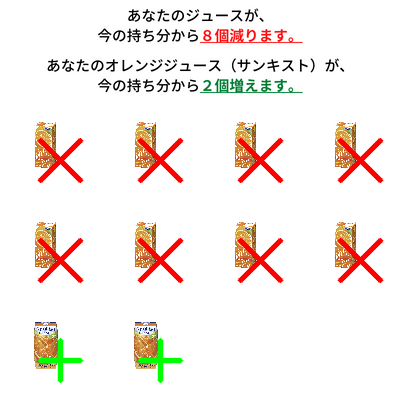 あなたのジュースが、
今の持ち分から８個減ります。
あなたのオレンジジュース（サンキスト）が、
今の持ち分から２個増えます。